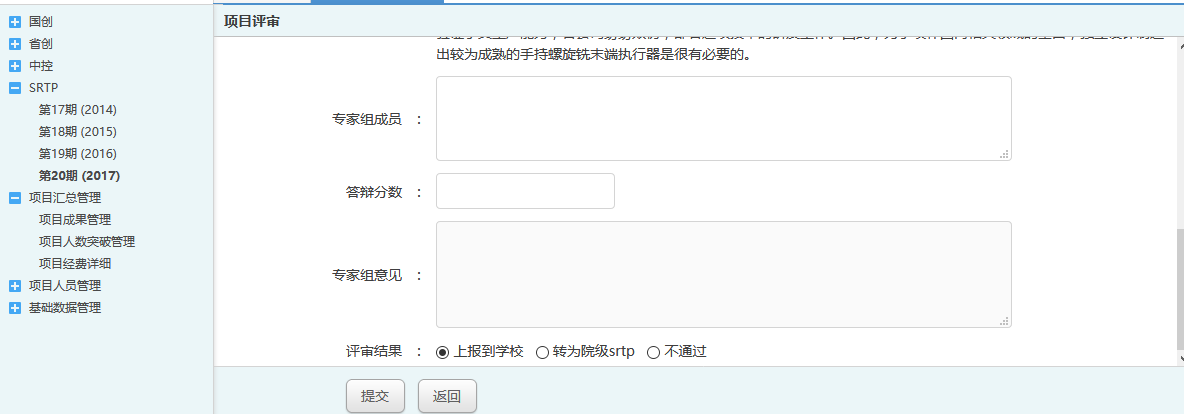 国创
省创
中控
SRTP
第17期 (2014)
第18期 (2015)
第19期 (2016)
第20期 (2017)
项目汇总管理
项目成果管理
项目人数突破管理
项目经费详细
项目人员管理
基础数据管理
项目评审
出较为成熟的手持螺旋铣末端执行器是很有必要的。
专家组成员 :
答辩分数 :
专家组意见 :
评审结果 : 上报到学校 转为院级srtp 不通过
提交 返回